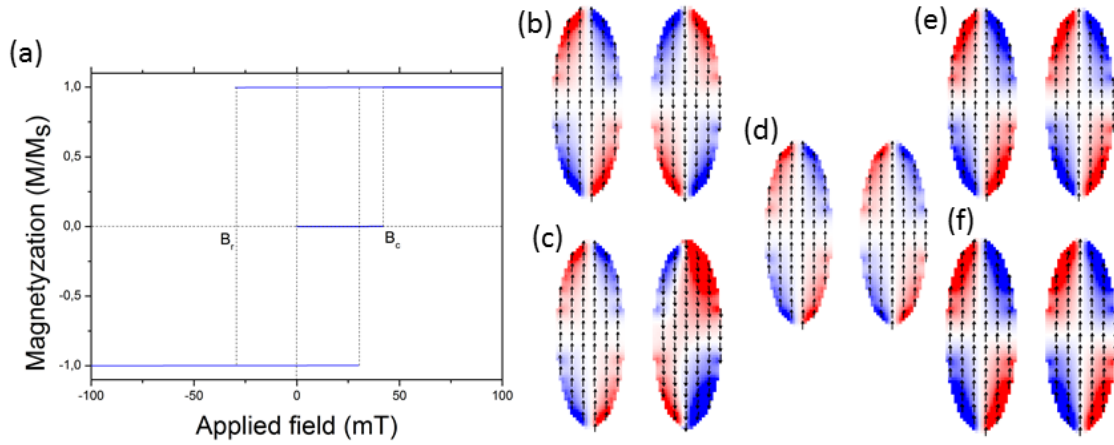 (a)
Magnetyzation (M/Ms)
1,0
0,5
0,0
-0,5
-1,0
Br
Bc
-100
-50
0
50
100
Applied field (mT)
(b)
(c)
(d)
(e)
(f)